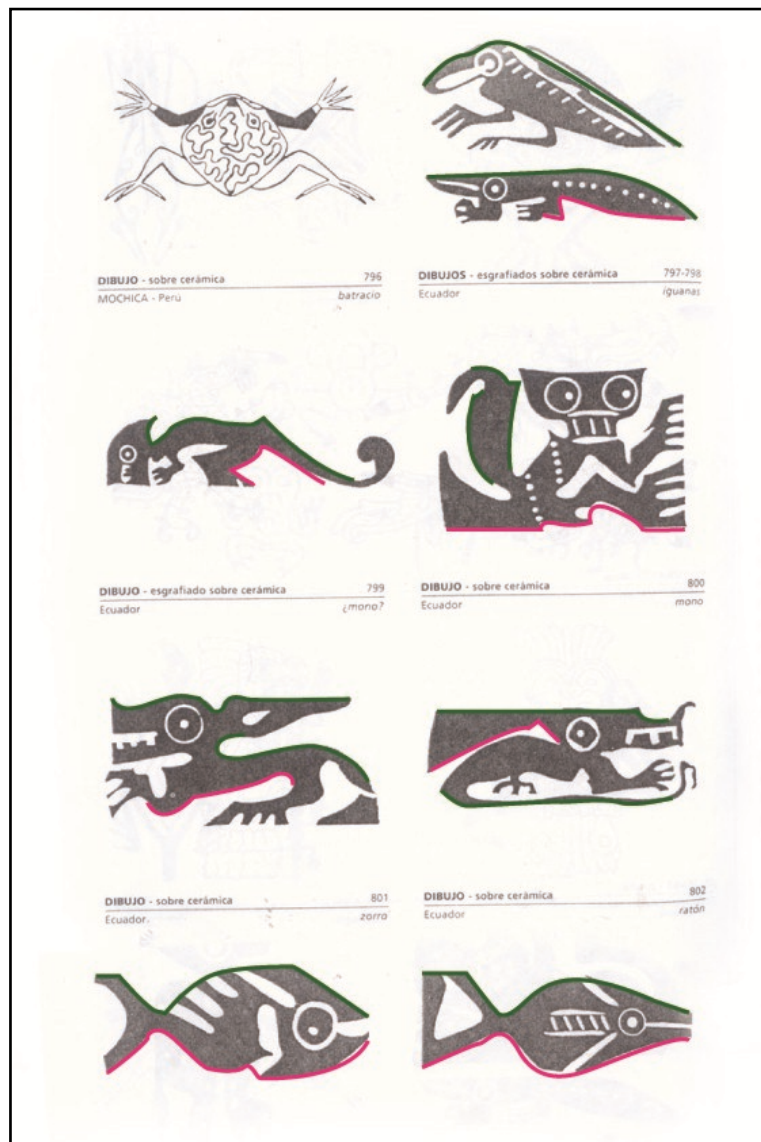 DIBUJO - sobre cerámica 796
MOCHICA - Perú batracio
DIBUJOS - esgrafiados sobre cerámica 797-798
Ecuador iguanas
DIBUJO - esgrafiado sobre cerámica 799
Ecuador ¿mono?
DIBUJO - sobre cerámica 800
Ecuador mono
DIBUJO - sobre cerámica 801
Ecuador. zorro
DIBUJO - sobre cerámica 802
Ecuador ratón